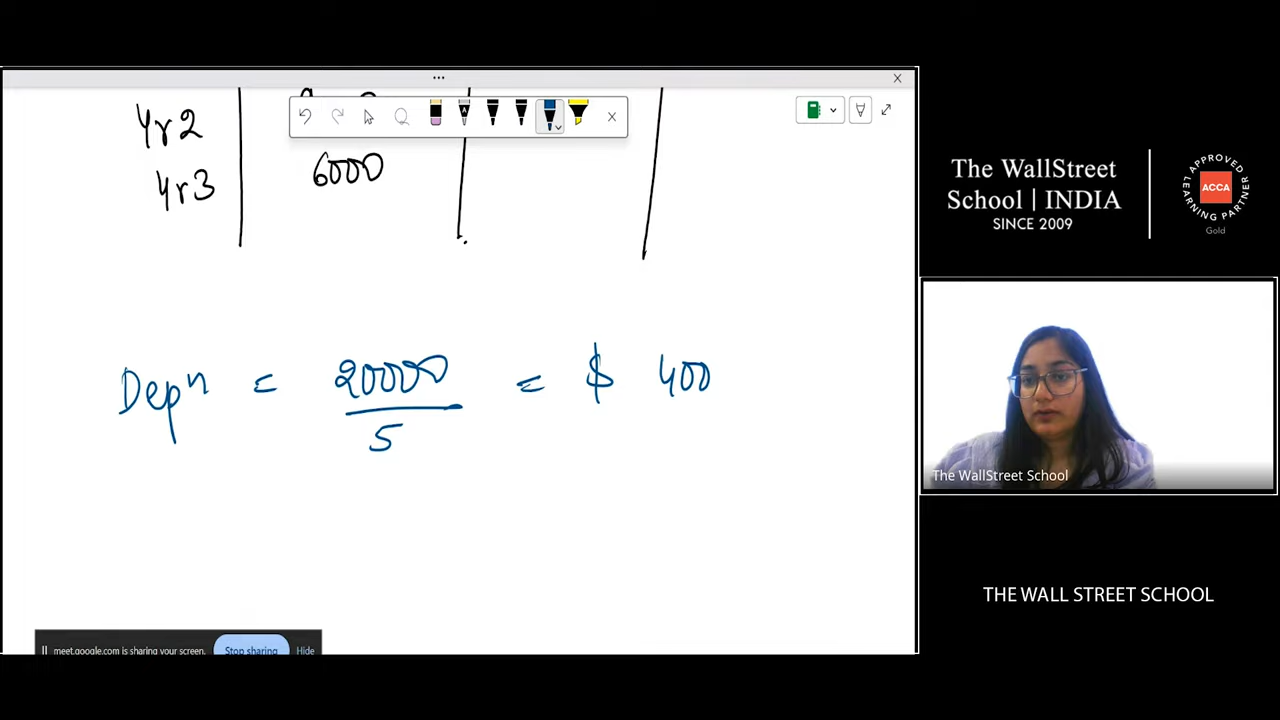 Yr2
Yr3 6000
Depⁿ = 20000 / 5 = $ 400
meet.google.com is sharing your screen. Stop sharing Hide
The WallStreet
School | INDIA
SINCE 2009
APPROVED
LEARNING PARTNER
ACCA
Gold
The WallStreet School
THE WALL STREET SCHOOL